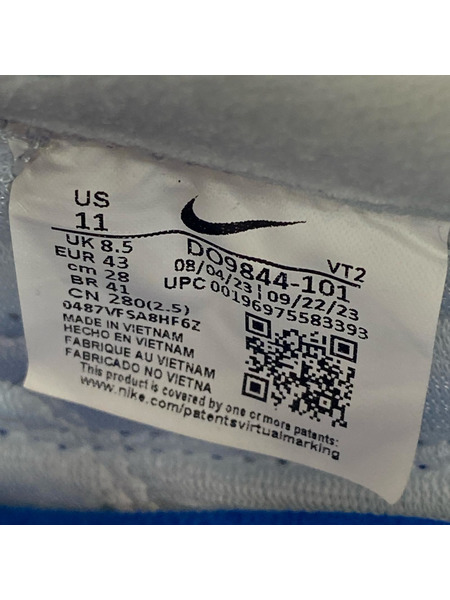 US
11
UK 8.5
EUR 43
cm 28
BR 41
CN 280(2.5)
0487VFSA8HF6Z
MADE IN VIETNAM
HECHO EN VIETNAM
FABRIQUE AU VIETNAM
FABRICADO NO VIETNA
This product is covered by one or more patents:
www.nike.com/patentsvirtualmarking
DO9844-101 VT2
08/04/23 | 09/22/23
UPC 00196975583393